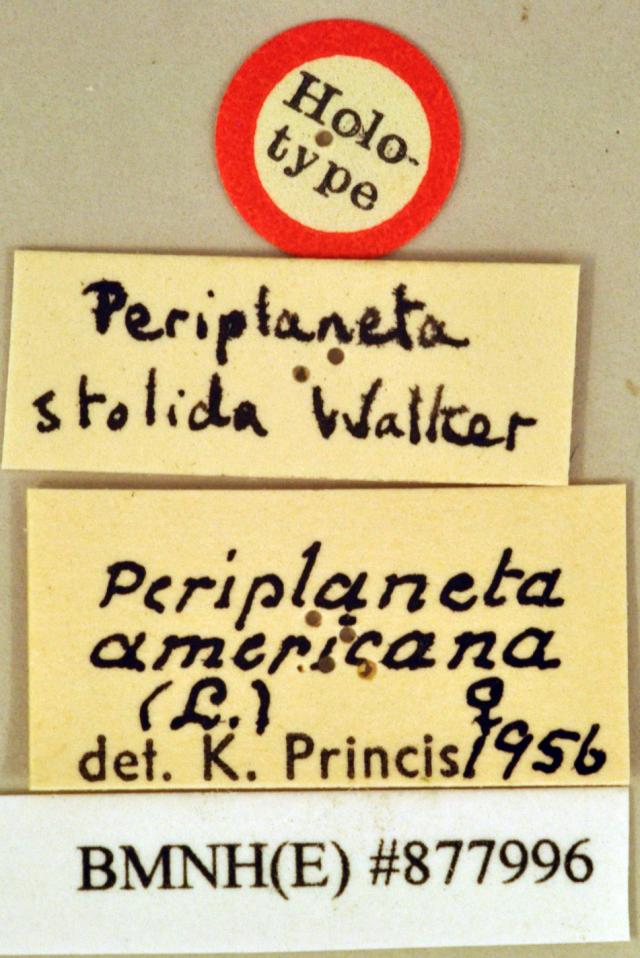 Holo-
type
Periplaneta
stolida Walker
Periplaneta
americana
(L.) ♀
det. K. Princis 1956
BMNH(E) #877996